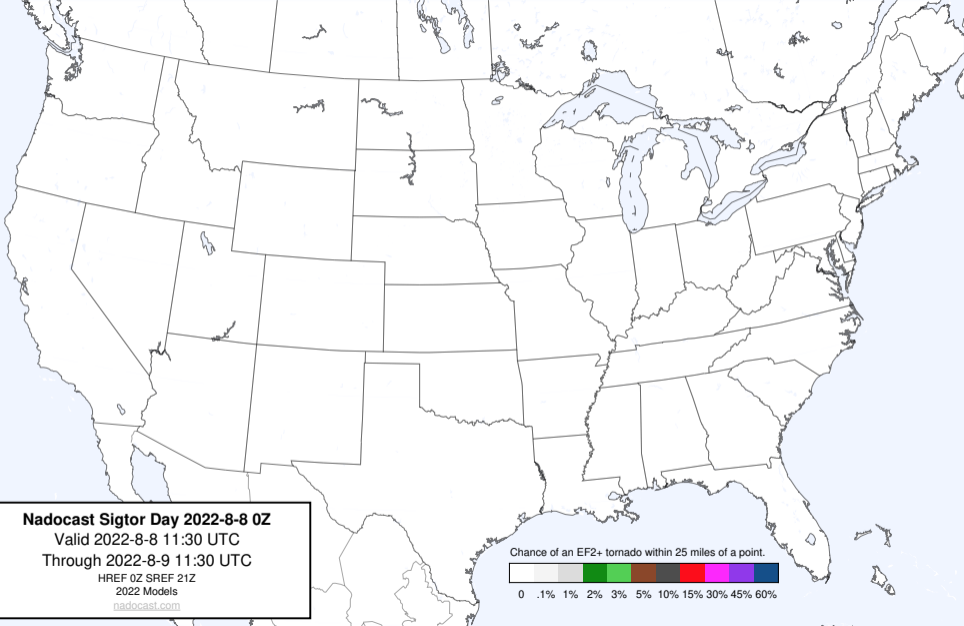 Nadocast Sigtor Day 2022-8-8 0Z
Valid 2022-8-8 11:30 UTC
Through 2022-8-9 11:30 UTC
HREF 0Z SREF 21Z
2022 Models
nadocast.com
Chance of an EF2+ tornado within 25 miles of a point.
0 .1% 1% 2% 3% 5% 10% 15% 30% 45% 60%